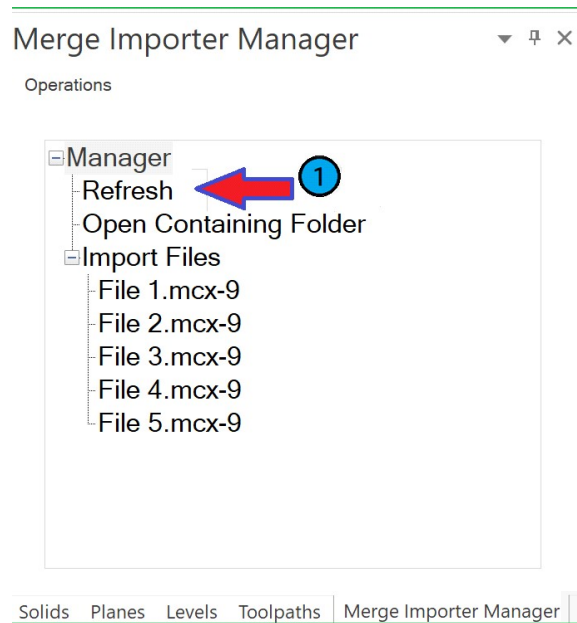 Merge Importer Manager
Operations
Manager
Refresh
1
Open Containing Folder
Import Files
File 1.mcx-9
File 2.mcx-9
File 3.mcx-9
File 4.mcx-9
File 5.mcx-9
Solids Planes Levels Toolpaths Merge Importer Manager